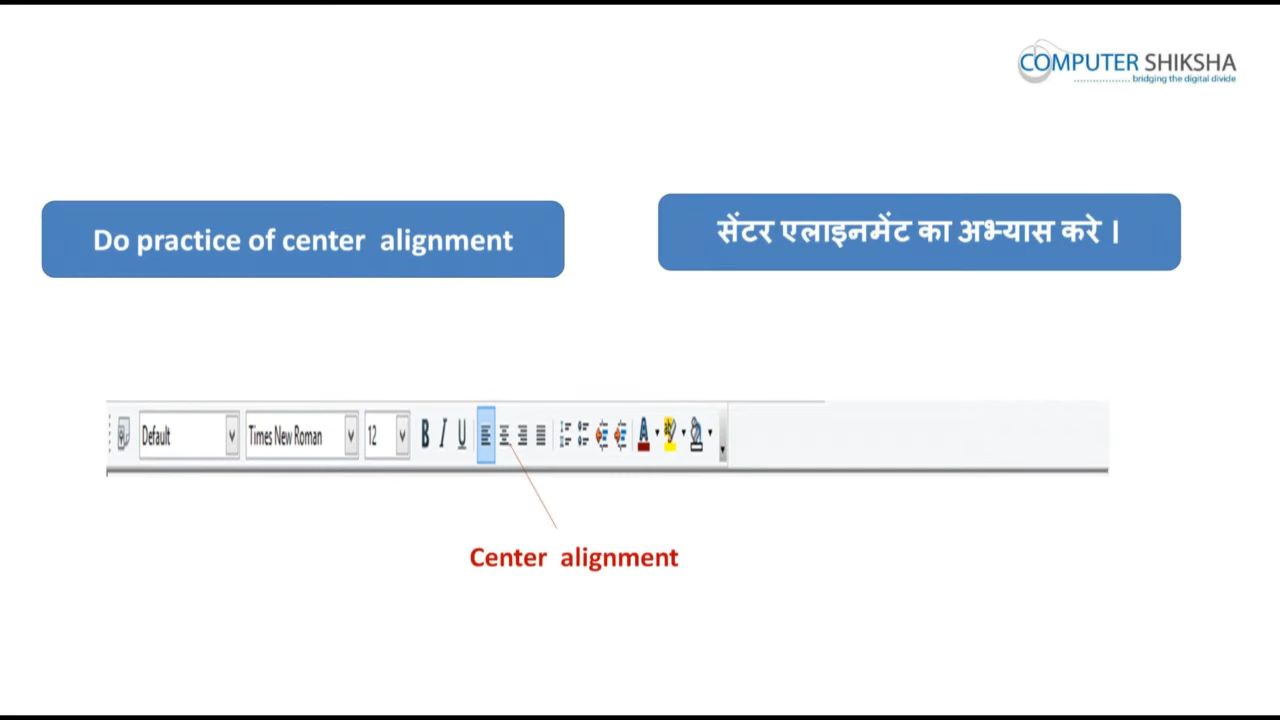 COMPUTER SHIKSHA
bridging the digital divide
Do practice of center alignment
सेंटर एलाइनमेंट का अभ्यास करे ।
Default Times New Roman 12 B I U A
Center alignment